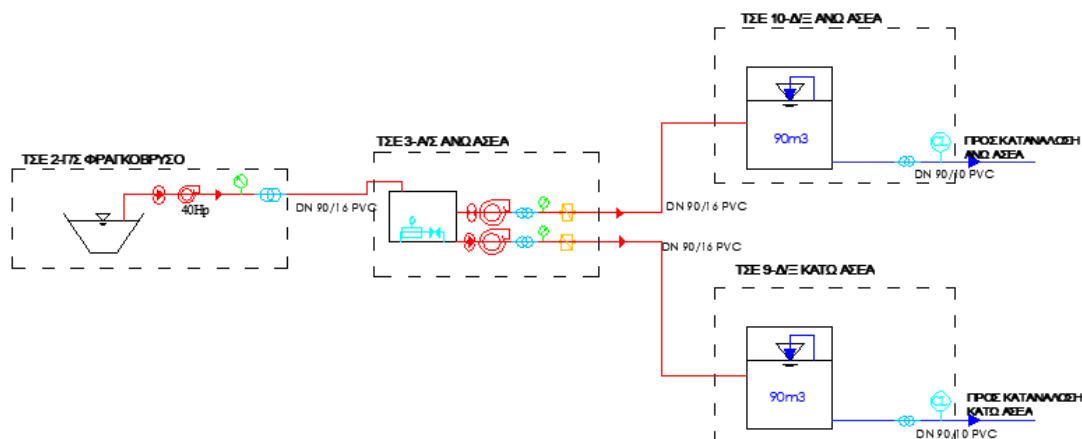 ΤΣΕ 10-Δ/Ξ ΑΝΩ ΑΣΕΑ
90m3
CL
ΠΡΟΣ ΚΑΤΑΝΑΛΩΣΗ
ΑΝΩ ΑΣΕΑ
DN 90/10 PVC
ΤΣΕ 2-Γ/Σ ΦΡΑΓΚΟΒΡΥΣΟ
40Hp
DN 90/16 PVC
ΤΣΕ 3-Α/Σ ΑΝΩ ΑΣΕΑ
DN 90/16 PVC
DN 90/16 PVC
ΤΣΕ 9-Δ/Ξ ΚΑΤΩ ΑΣΕΑ
90m3
CL
ΠΡΟΣ ΚΑΤΑΝΑΛΩΣΗ
ΚΑΤΩ ΑΣΕΑ
DN 90/10 PVC